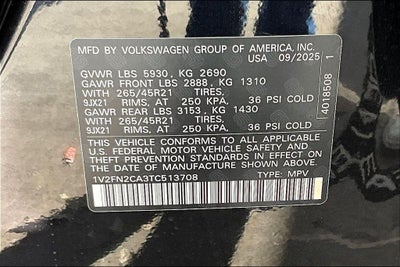 MFD BY VOLKSWAGEN GROUP OF AMERICA, INC.
USA 09/2025
GVWR LBS 5930, KG 2690
GAWR FRONT LBS 2888, KG 1310
WITH 265/45R21 TIRES,
9JX21 RIMS, AT 250 KPA, 36 PSI COLD
GAWR REAR LBS 3153, KG 1430
WITH 265/45R21 TIRES,
9JX21 RIMS, AT 250 KPA, 36 PSI COLD
THIS VEHICLE CONFORMS TO ALL APPLICABLE
U.S. FEDERAL MOTOR VEHICLE SAFETY AND
THEFT PREVENTION STANDARDS IN EFFECT ON
THE DATE OF MANUFACTURE SHOWN ABOVE.
1V2FN2CA3TC513708 TYPE: MPV
4018508 1